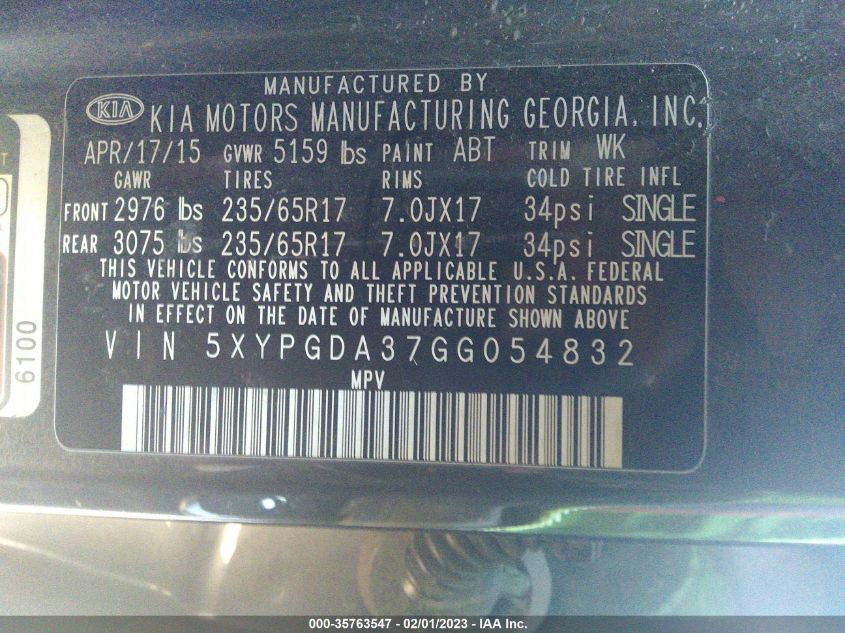 MANUFACTURED BY
KIA KIA MOTORS MANUFACTURING GEORGIA, INC.
APR/17/15 GVWR 5159 lbs PAINT ABT TRIM WK
GAWR TIRES RIMS COLD TIRE INFL
FRONT 2976 lbs 235/65R17 7.0JX17 34psi SINGLE
REAR 3075 lbs 235/65R17 7.0JX17 34psi SINGLE
THIS VEHICLE CONFORMS TO ALL APPLICABLE U.S.A. FEDERAL
MOTOR VEHICLE SAFETY AND THEFT PREVENTION STANDARDS
IN EFFECT ON THE DATE OF MANUFACTURE SHOWN ABOVE
VIN 5XYPGDA37GG054832
MPV
6100
000-35763547 - 02/01/2023 - IAA Inc.